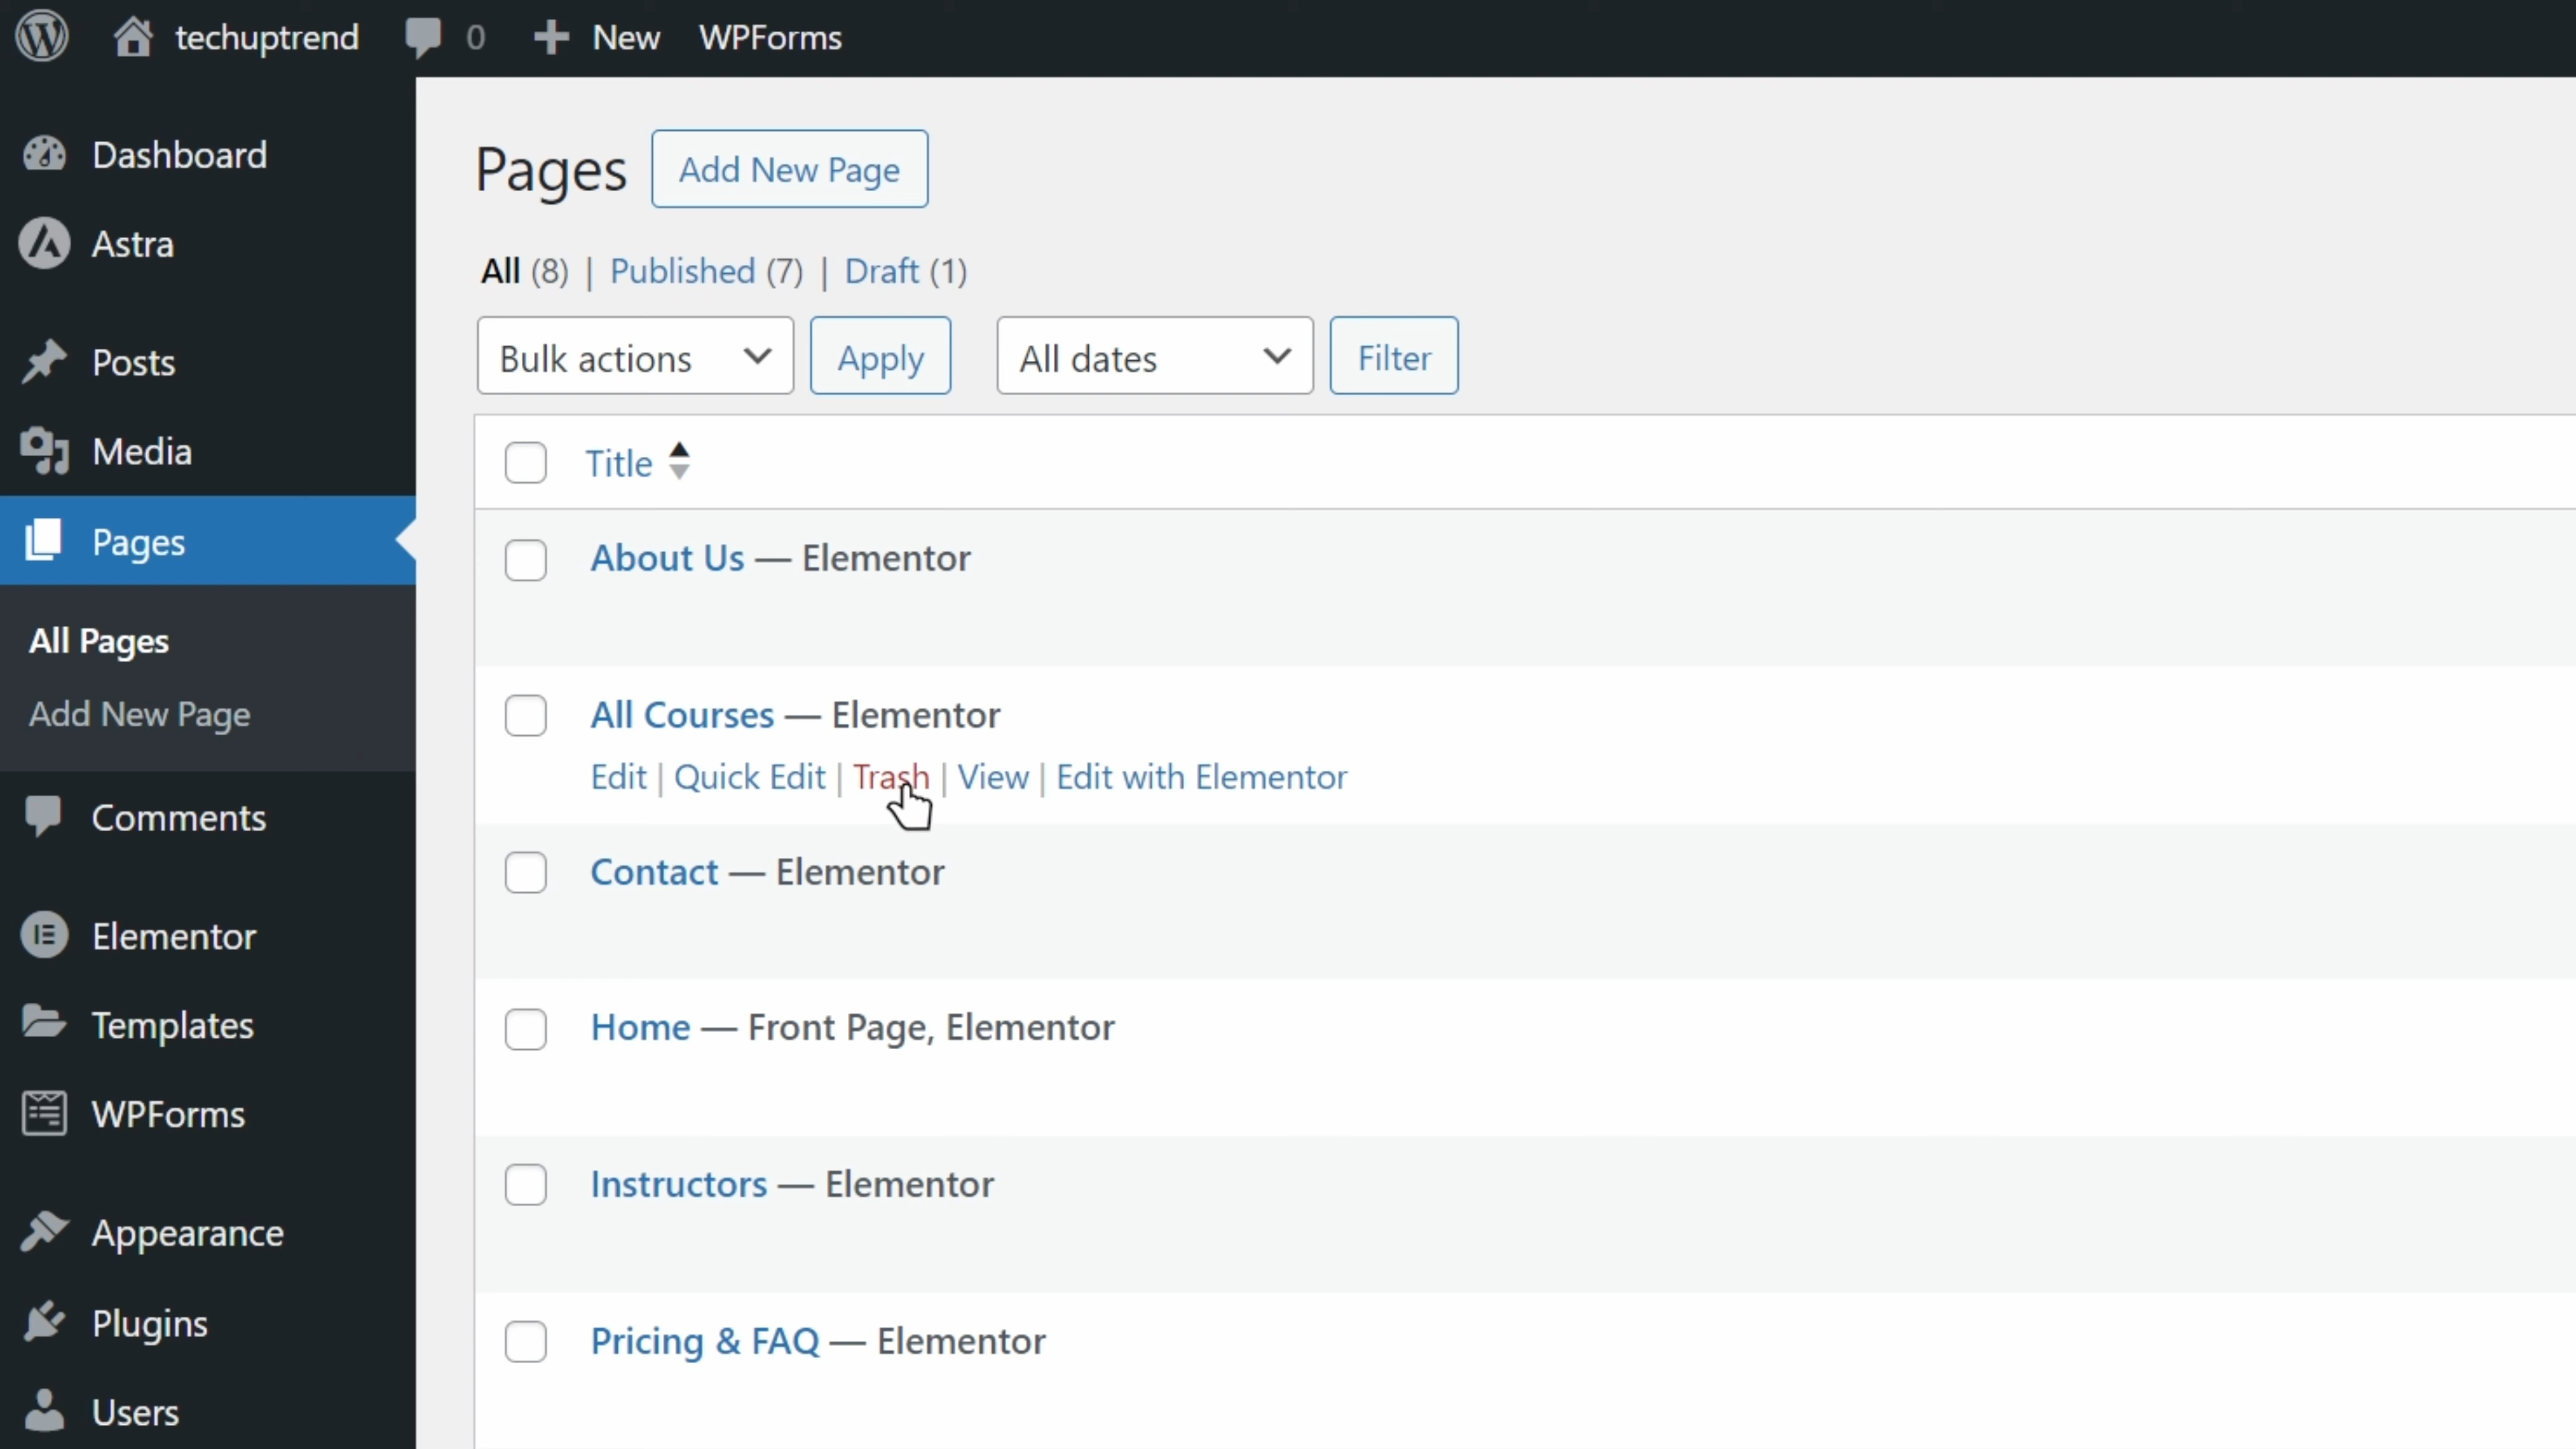 techuptrend 0 New WPForms
Dashboard
Astra
Posts
Media
Pages
All Pages
Add New Page
Comments
Elementor
Templates
WPForms
Appearance
Plugins
Users
Pages Add New Page
All (8) | Published (7) | Draft (1)
Bulk actions Apply All dates Filter
Title
About Us — Elementor
All Courses — Elementor
Edit | Quick Edit | Trash | View | Edit with Elementor
Contact — Elementor
Home — Front Page, Elementor
Instructors — Elementor
Pricing & FAQ — Elementor